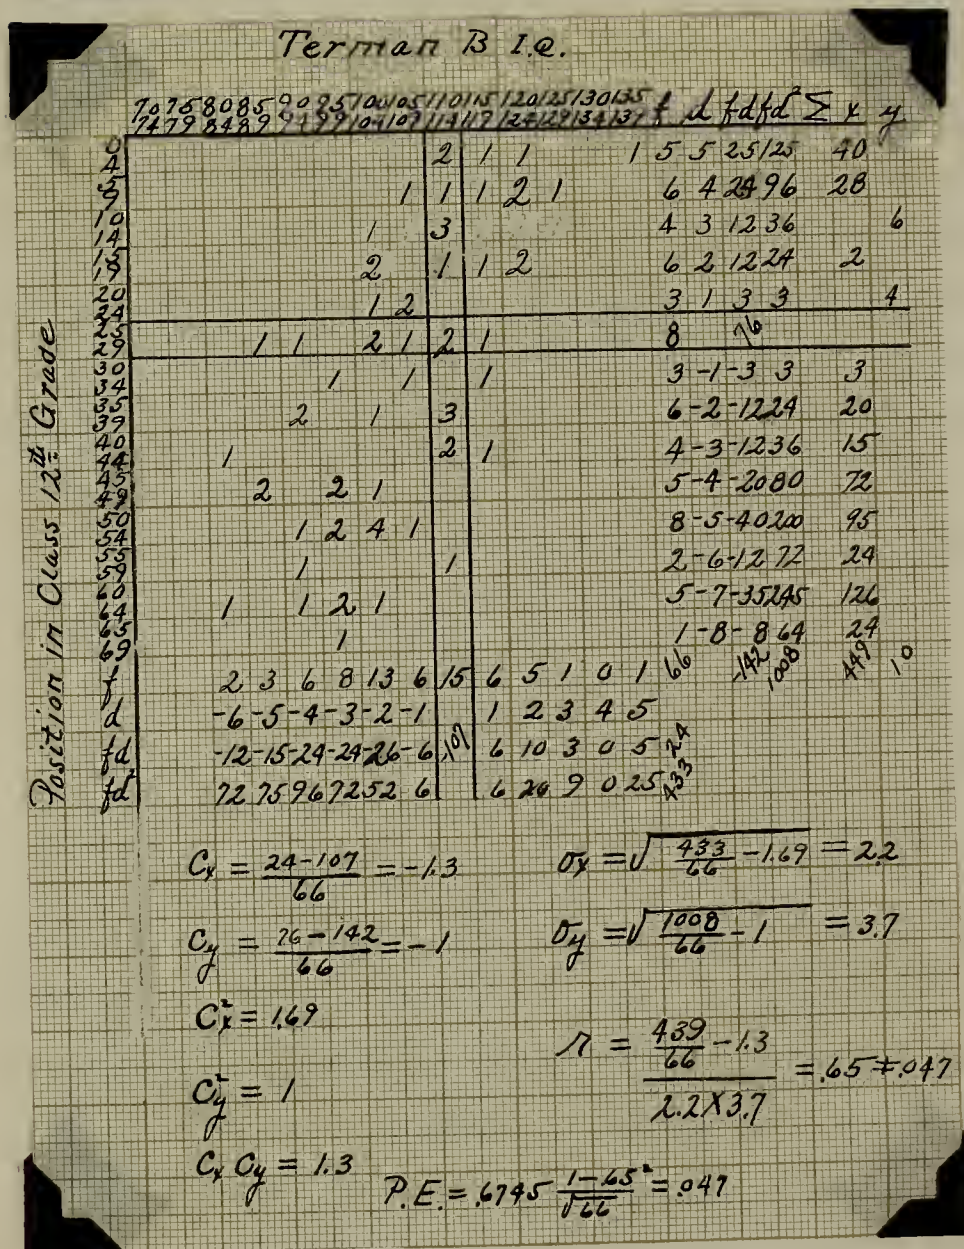 Terman B I.Q.
70 75 80 85 90 95 100 105 110 115 120 125 130 135 f d fd fd² Σ x y
74 79 84 89 94 99 104 109 114 119 124 129 134 139
Position in Class 12th Grade
0 4 2 1 1 1 5 5 25 125 40
5 9 1 1 1 2 1 6 4 24 96 28
10 14 1 3 4 3 12 36 6
15 19 2 1 1 2 6 2 12 24 2
20 24 1 2 3 1 3 3 4
25 29 1 1 2 1 2 1 8 76
30 34 1 1 1 3 -1 -3 3 3
35 39 2 1 3 6 -2 -12 24 20
40 44 1 2 1 4 -3 -12 36 15
45 49 2 2 1 5 -4 -20 80 72
50 54 1 2 4 1 8 -5 -40 200 95
55 59 1 1 2 -6 -12 72 24
60 64 1 1 2 1 5 -7 -35 245 126
65 69 1 1 -8 -8 64 24
f 2 3 6 8 13 6 15 6 5 1 0 1 66 -142 1008 449 10
d -6 -5 -4 -3 -2 -1 1 2 3 4 5
fd -12 -15 -24 -24 -26 -6 -107 6 10 3 0 5 24
fd² 72 75 96 72 52 6 6 20 9 0 25 433
Cx = 24-107/66 = -1.3
σx = √433/66 - 1.69 = 2.2
Cy = 76-142/66 = -1
σy = √1008/66 - 1 = 3.7
Cx² = 1.69
r = 439/66 - 1.3 / 2.2 X 3.7 = .65 ∓ .047
Cy² = 1
Cx Cy = 1.3
P.E. = .6745 1-.65²/√66 = .047